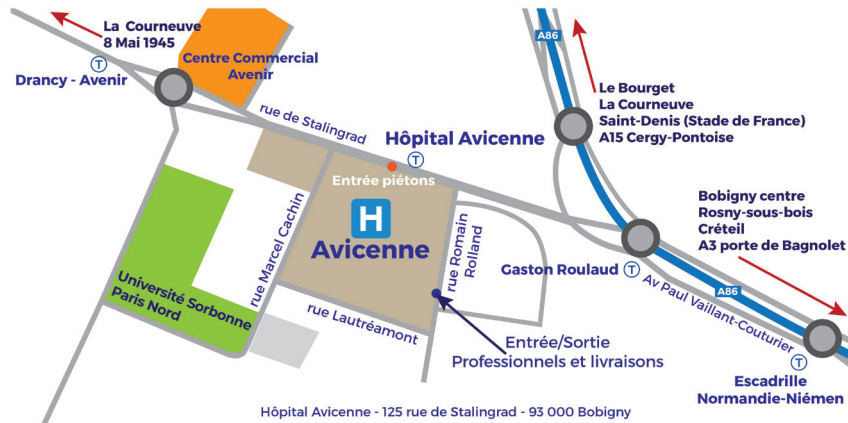 La Courneuve
8 Mai 1945
T
Drancy - Avenir
Centre Commercial
Avenir
rue de Stalingrad
A86
Le Bourget
La Courneuve
Saint-Denis (Stade de France)
A15 Cergy-Pontoise
Hôpital Avicenne
T
Entrée piétons
H
Avicenne
rue Marcel Cachin
rue Romain
Rolland
Bobigny centre
Rosny-sous-bois
Créteil
A3 porte de Bagnolet
Gaston Roulaud
T
A86
Av Paul Vaillant-Couturier
Université Sorbonne
Paris Nord
rue Lautréamont
Entrée/Sortie
Professionnels et livraisons
T
Escadrille
Normandie-Niémen
Hôpital Avicenne - 125 rue de Stalingrad - 93 000 Bobigny